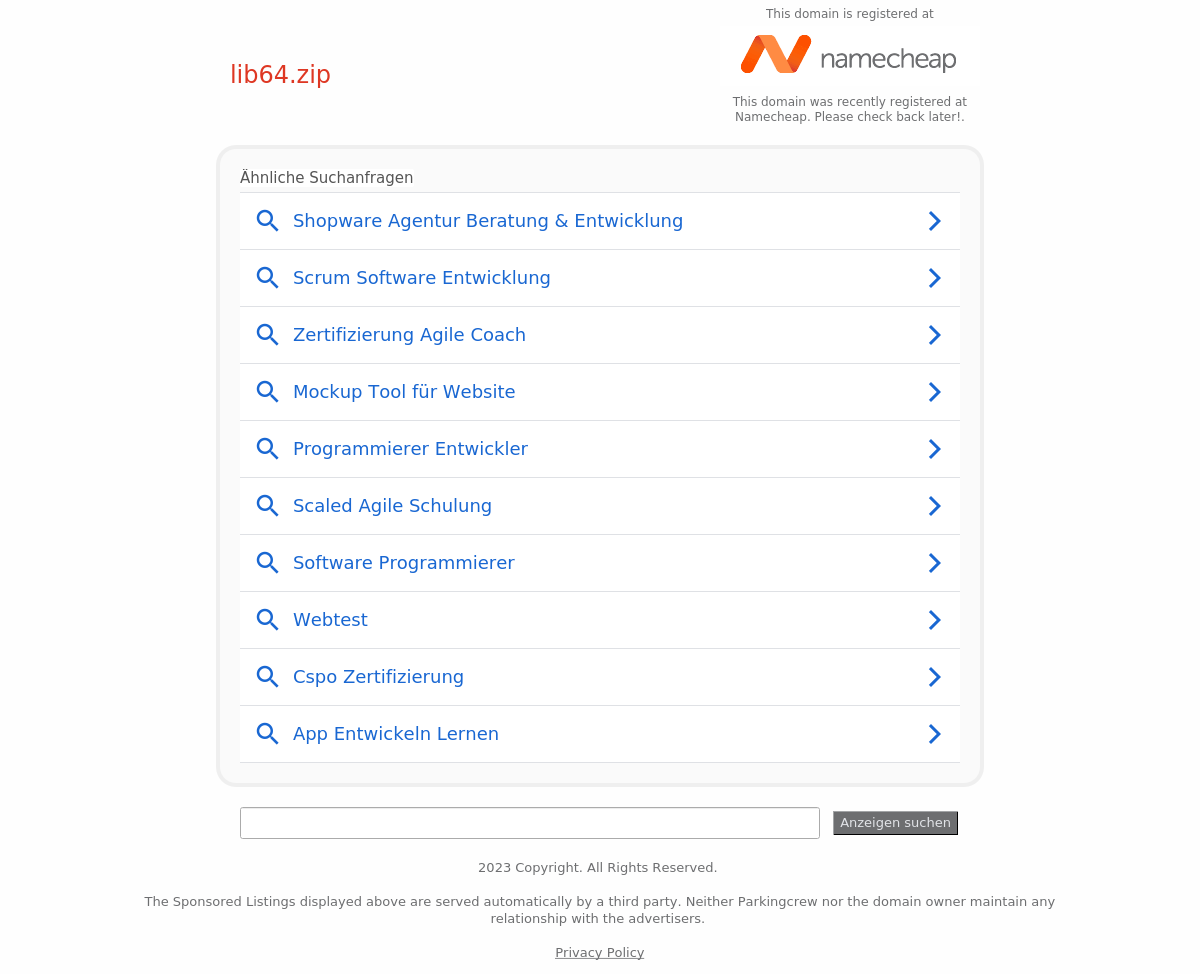 This domain is registered at
namecheap
lib64.zip
This domain was recently registered at
Namecheap. Please check back later!.
Ähnliche Suchanfragen
Shopware Agentur Beratung & Entwicklung
Scrum Software Entwicklung
Zertifizierung Agile Coach
Mockup Tool für Website
Programmierer Entwickler
Scaled Agile Schulung
Software Programmierer
Webtest
Cspo Zertifizierung
App Entwickeln Lernen
Anzeigen suchen
2023 Copyright. All Rights Reserved.
The Sponsored Listings displayed above are served automatically by a third party. Neither Parkingcrew nor the domain owner maintain any
relationship with the advertisers.
Privacy Policy